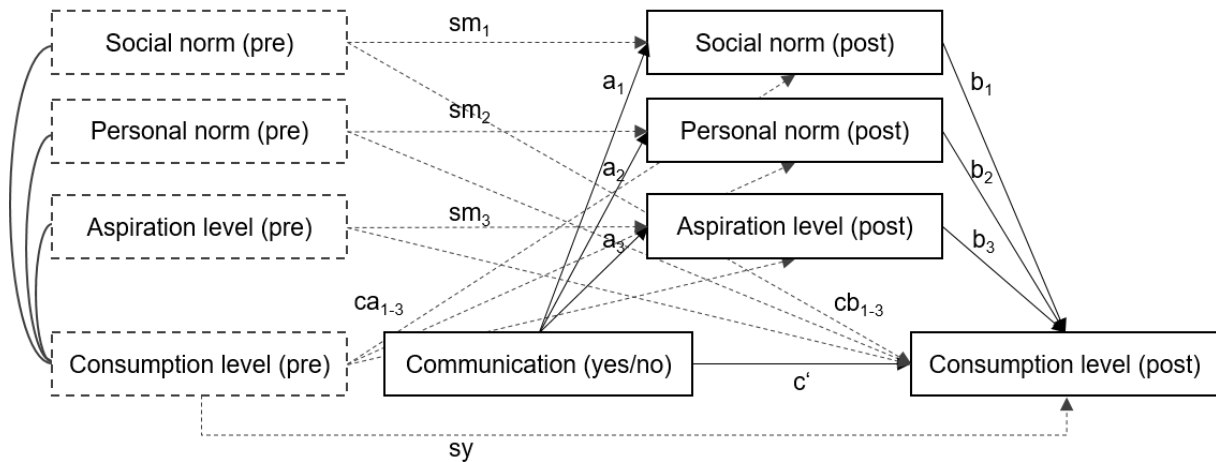 Social norm (pre)
sm1
Social norm (post)
a1
b1
Personal norm (pre)
sm2
Personal norm (post)
a2
b2
Aspiration level (pre)
sm3
Aspiration level (post)
a3
b3
ca1-3
cb1-3
Consumption level (pre)
Communication (yes/no)
c‘
Consumption level (post)
sy